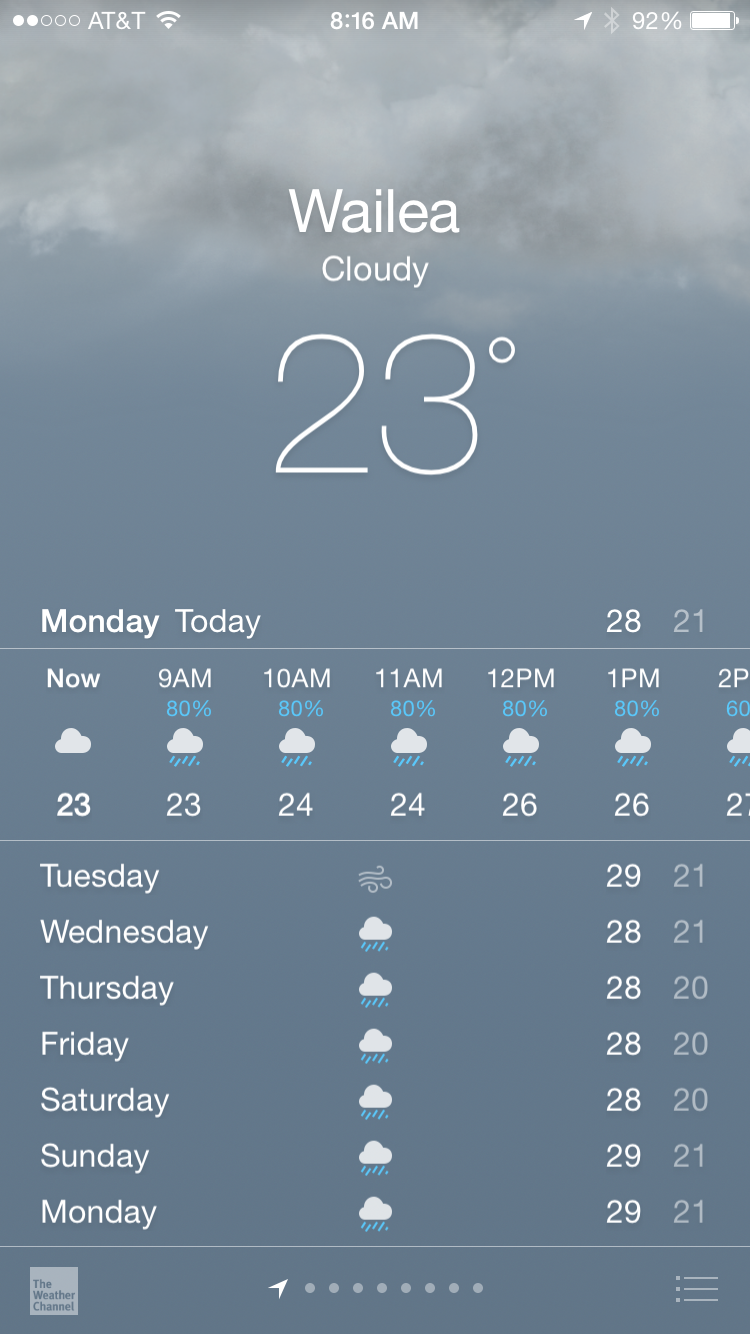 AT&T 8:16 AM 92%
Wailea
Cloudy
23°
Monday Today 28 21
Now 9AM 10AM 11AM 12PM 1PM 2P
80% 80% 80% 80% 80% 60
23 23 24 24 26 26 27
Tuesday 29 21
Wednesday 28 21
Thursday 28 20
Friday 28 20
Saturday 28 20
Sunday 29 21
Monday 29 21
The
Weather
Channel